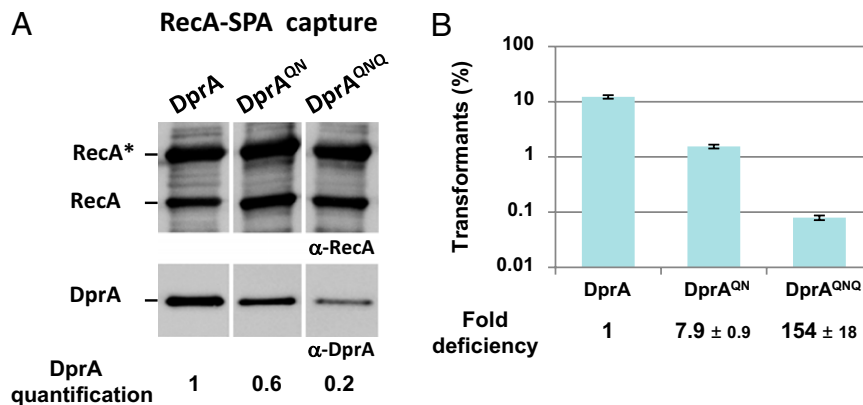 A
RecA-SPA capture
DprA DprA^QN DprA^QNQ
RecA*
RecA
α-RecA
DprA
α-DprA
DprA quantification 1 0.6 0.2
B
Transformants (%)
100
10
1
0.1
0.01
DprA DprA^QN DprA^QNQ
Fold deficiency 1 7.9 ± 0.9 154 ± 18